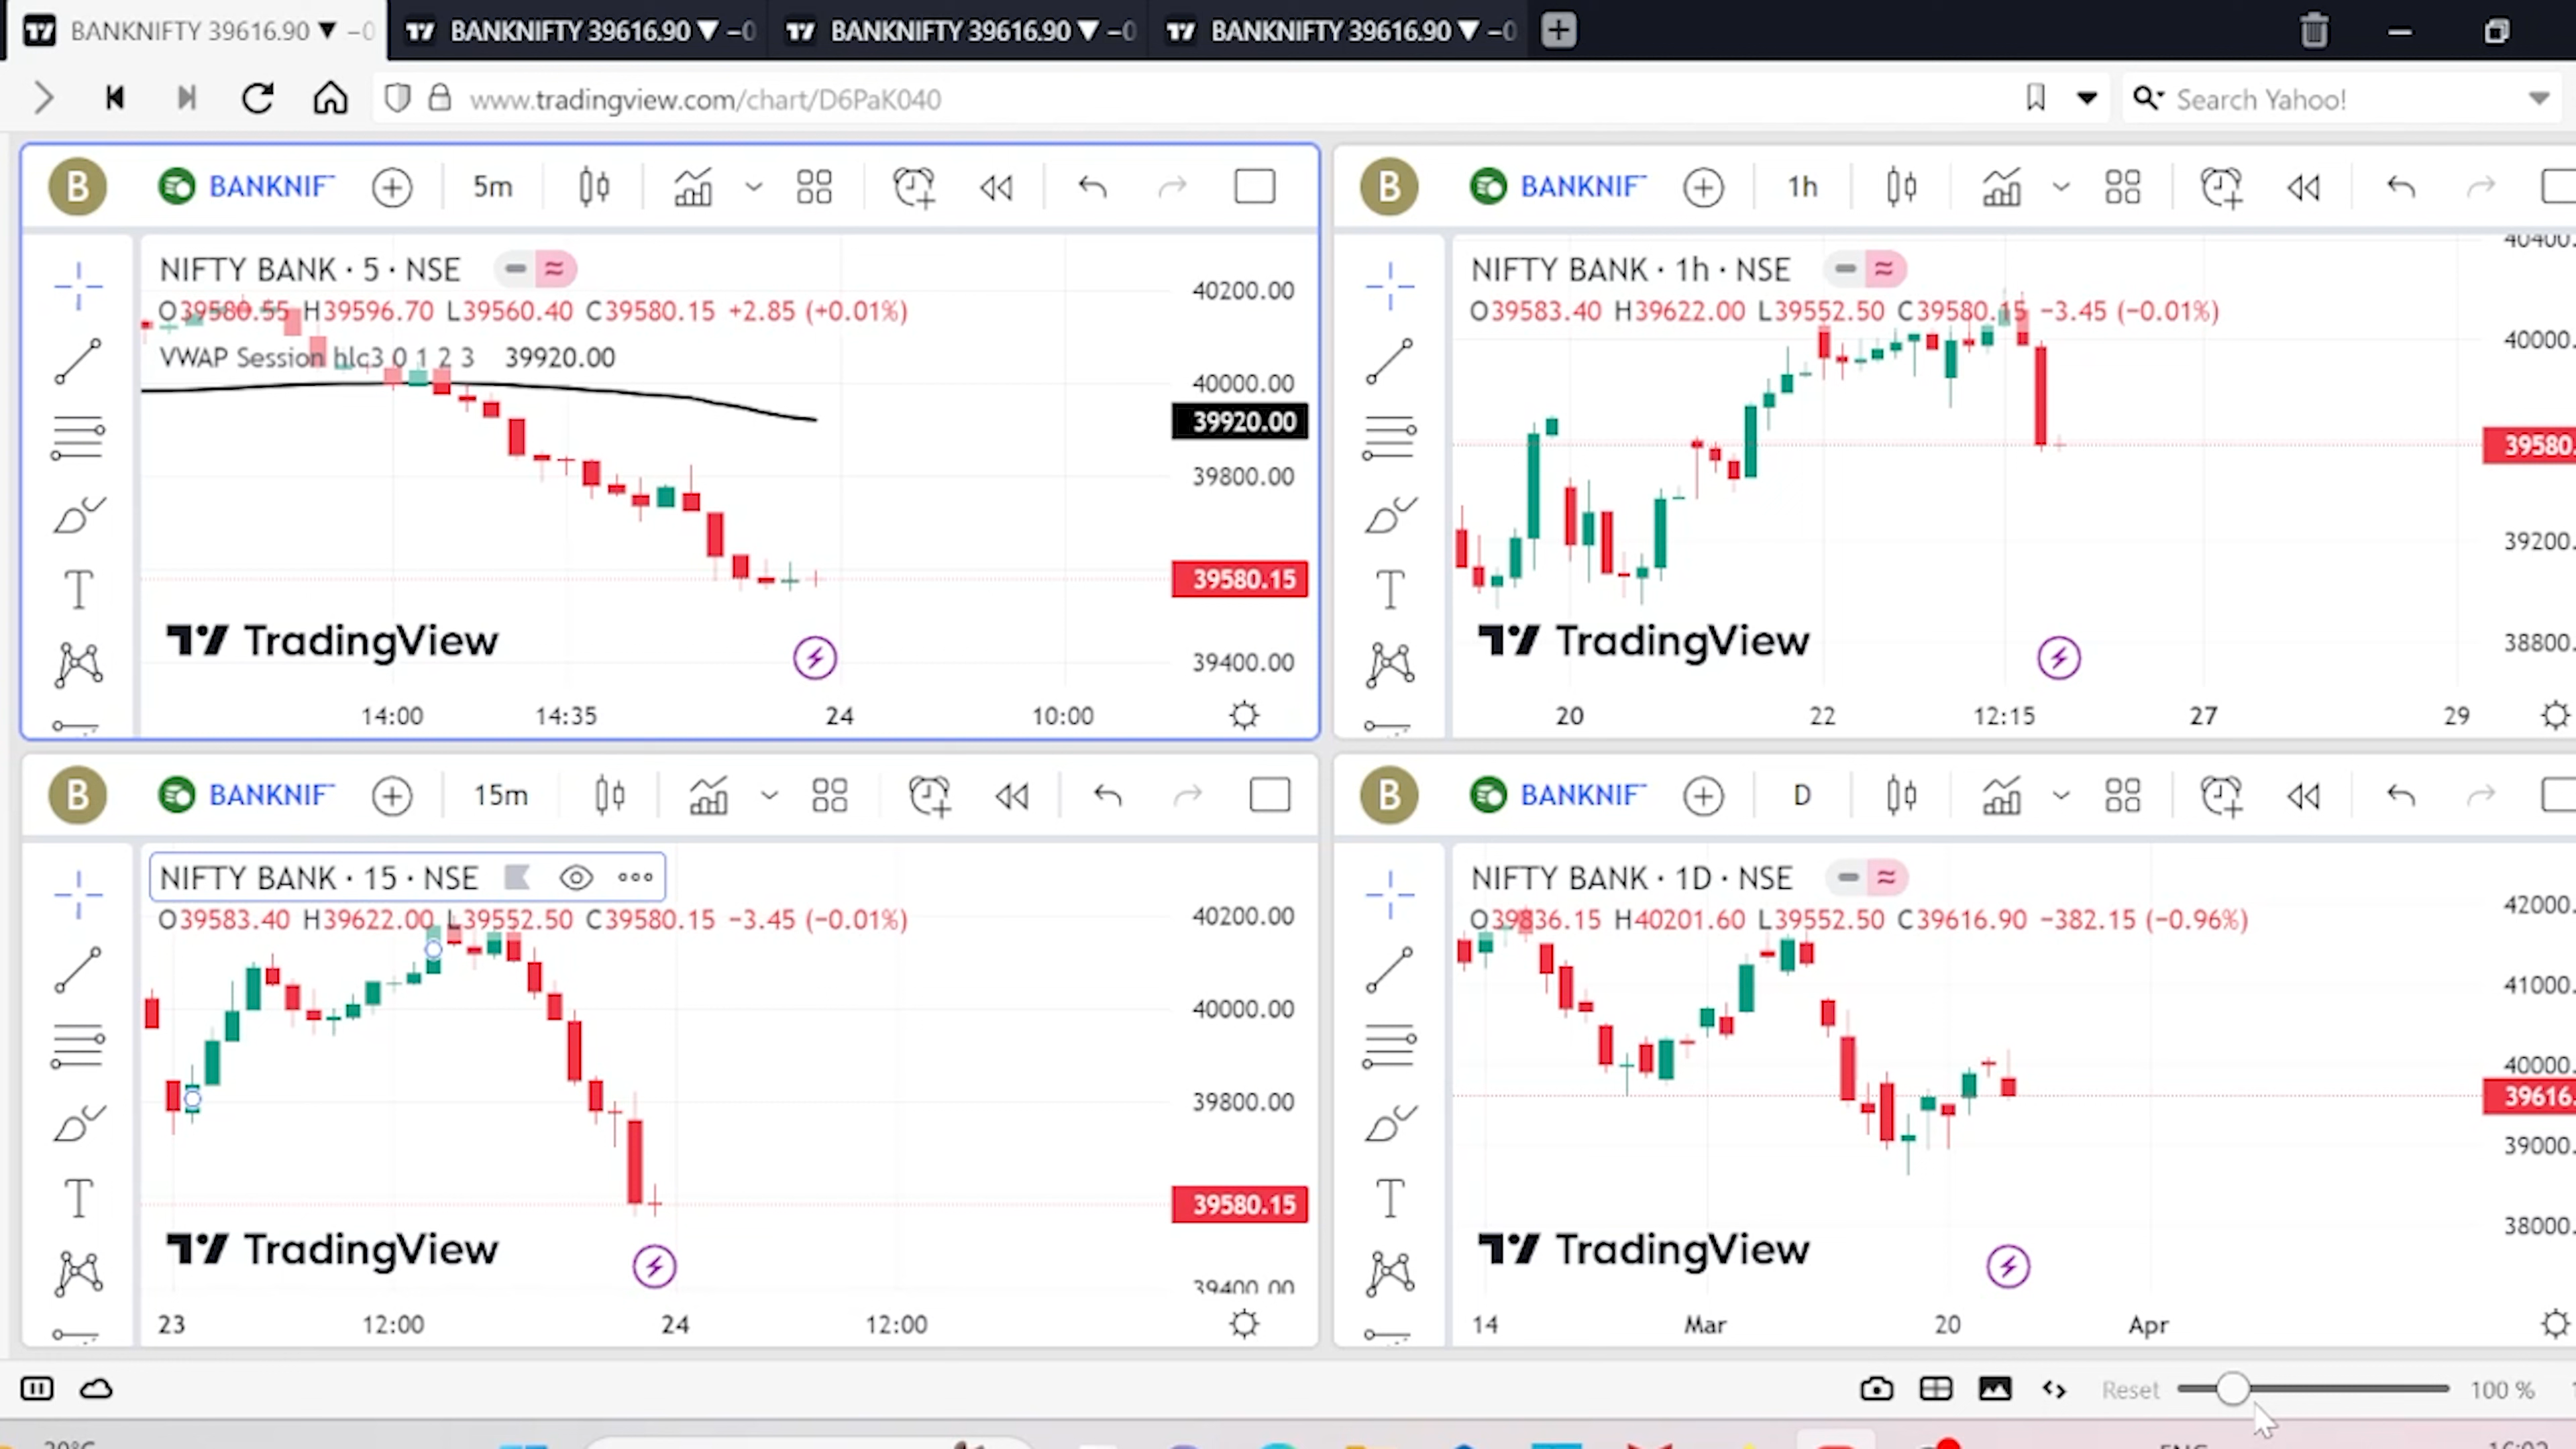 BANKNIFTY 39616.90 ▼ −0
BANKNIFTY 39616.90 ▼ −0
BANKNIFTY 39616.90 ▼ −0
BANKNIFTY 39616.90 ▼ −0
www.tradingview.com/chart/D6PaK040
Search Yahoo!
B BANKNIF 5m
NIFTY BANK · 5 · NSE
O39580.55 H39596.70 L39560.40 C39580.15 +2.85 (+0.01%)
VWAP Session hlc3 0 1 2 3 39920.00
40200.00
40000.00
39920.00
39800.00
39580.15
39400.00
TradingView
14:00 14:35 24 10:00
B BANKNIF 1h
NIFTY BANK · 1h · NSE
O39583.40 H39622.00 L39552.50 C39580.15 −3.45 (−0.01%)
40400.
40000.
39580.
39200.
38800.
TradingView
20 22 12:15 27 29
B BANKNIF 15m
NIFTY BANK · 15 · NSE
O39583.40 H39622.00 L39552.50 C39580.15 −3.45 (−0.01%)
40200.00
40000.00
39800.00
39580.15
39400.00
TradingView
23 12:00 24 12:00
B BANKNIF D
NIFTY BANK · 1D · NSE
O39836.15 H40201.60 L39552.50 C39616.90 −382.15 (−0.96%)
42000.
41000.
40000.
39616.
39000.
38000.
TradingView
14 Mar 20 Apr
Reset 100 %